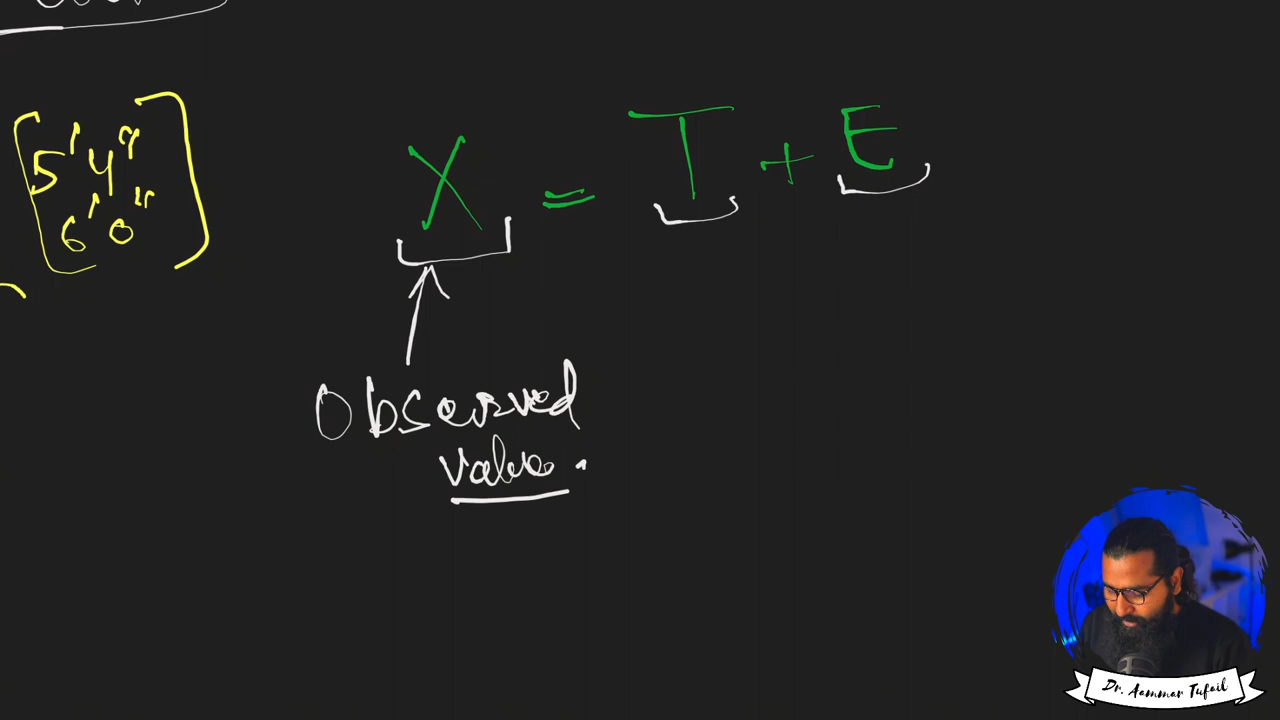 5' 4"
6' 0"
X = T + E
Observed
value.
Dr. Aammar Tufail